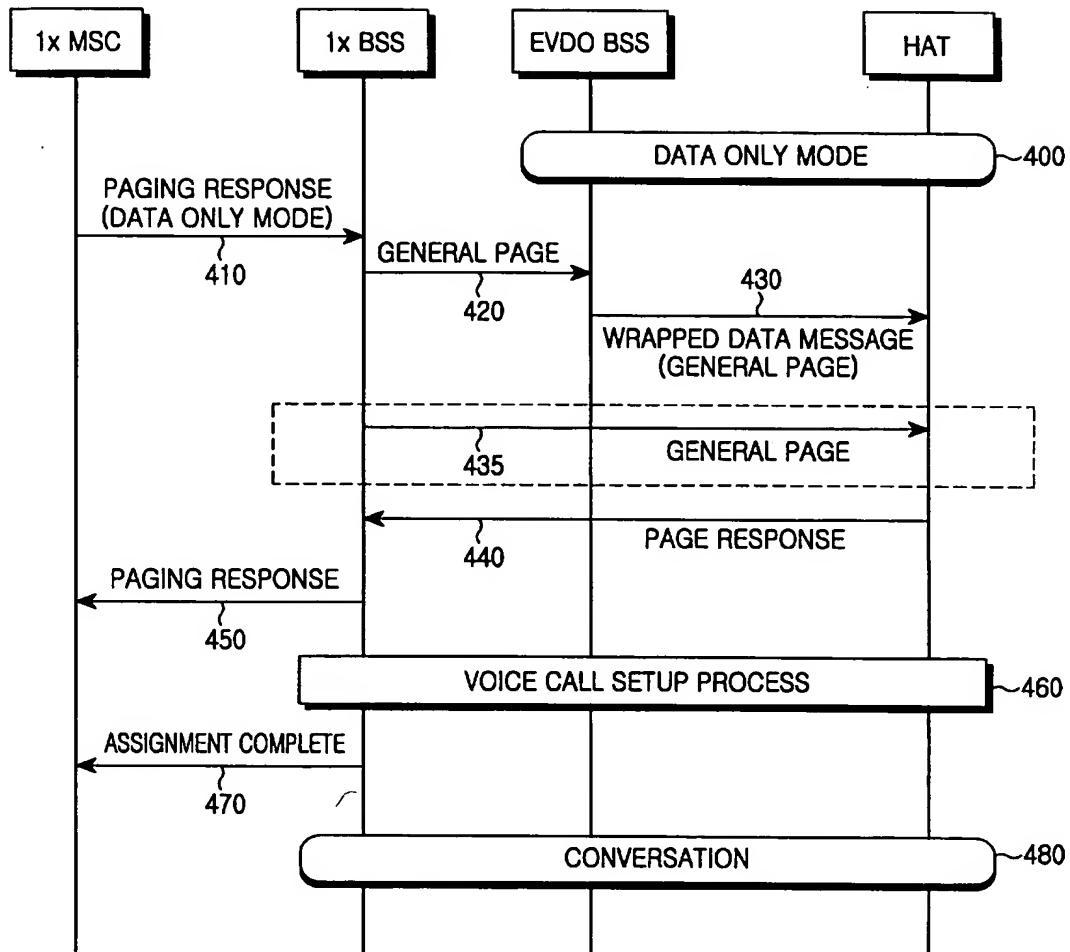 1x MSC
1x BSS
EVDO BSS
HAT
DATA ONLY MODE
400
PAGING RESPONSE
(DATA ONLY MODE)
410
GENERAL PAGE
420
430
WRAPPED DATA MESSAGE
(GENERAL PAGE)
435
GENERAL PAGE
440
PAGE RESPONSE
PAGING RESPONSE
450
VOICE CALL SETUP PROCESS
460
ASSIGNMENT COMPLETE
470
CONVERSATION
480